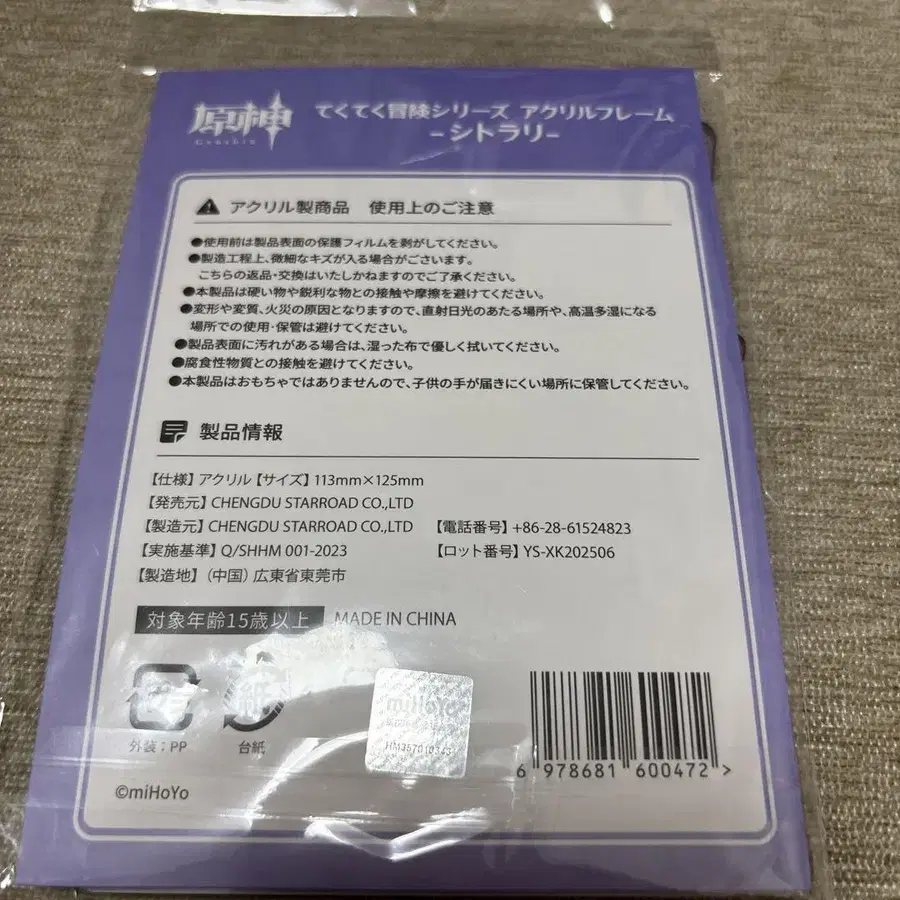 原神 てくてく冒険シリーズ アクリルフレーム
Genshin -シトラリ-
アクリル製商品 使用上のご注意
●使用前は製品表面の保護フィルムを剥がしてください。
●製造工程上、微細なキズが入る場合がございます。
こちらの返品・交換はいたしかねますのでご了承ください。
●本製品は硬い物や鋭利な物との接触や摩擦を避けてください。
●変形や変質、火災の原因となりますので、直射日光のあたる場所や、高温多湿になる
場所での使用・保管は避けてください。
●製品表面に汚れがある場合は、湿った布で優しく拭いてください。
●腐食性物質との接触を避けてください。
●本製品はおもちゃではありませんので、子供の手が届きにくい場所に保管してください。
製品情報
【仕様】アクリル【サイズ】113mm×125mm
【発売元】CHENGDU STARROAD CO.,LTD
【製造元】CHENGDU STARROAD CO.,LTD 【電話番号】+86-28-61524823
【実施基準】Q/SHHM 001-2023 【ロット番号】YS-XK202506
【製造地】(中国)広東省東莞市
対象年齢15歳以上 MADE IN CHINA
プラ 紙
外装:PP 台紙
miHoYo
©miHoYo
6 978681 600472 >